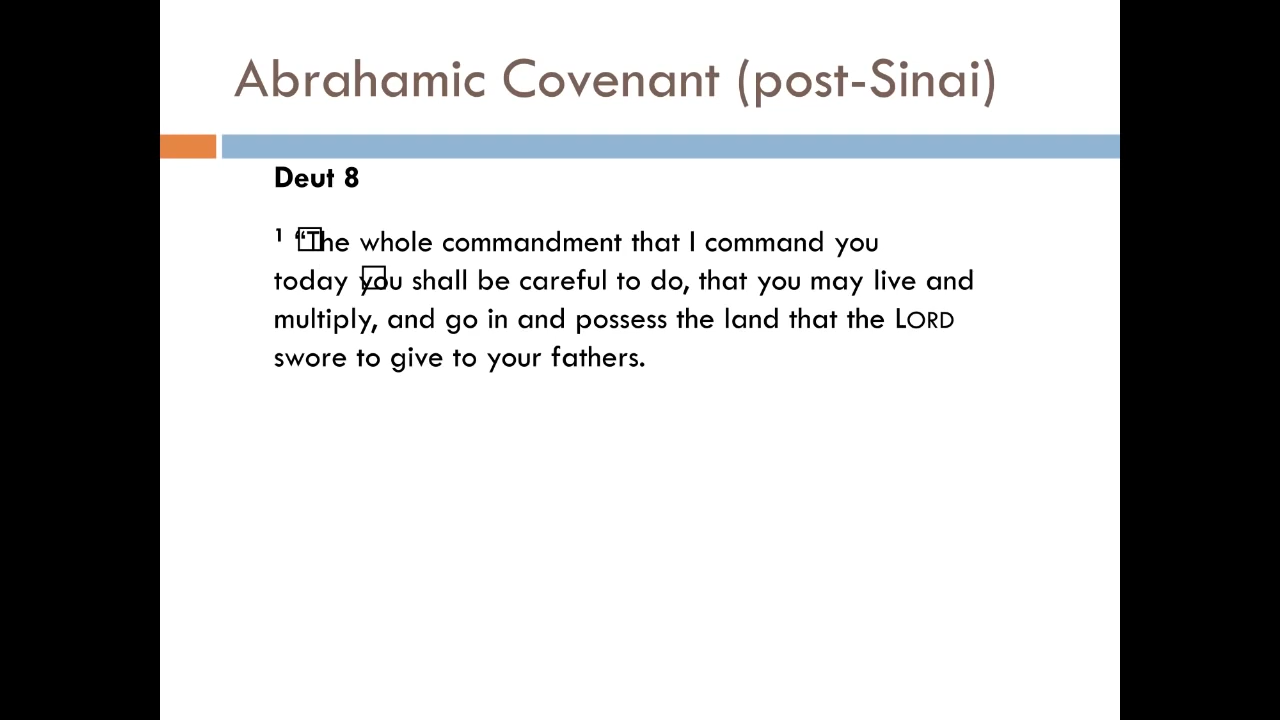 Abrahamic Covenant (post-Sinai)
Deut 8
¹ “The whole commandment that I command you
today you shall be careful to do, that you may live and
multiply, and go in and possess the land that the LORD
swore to give to your fathers.